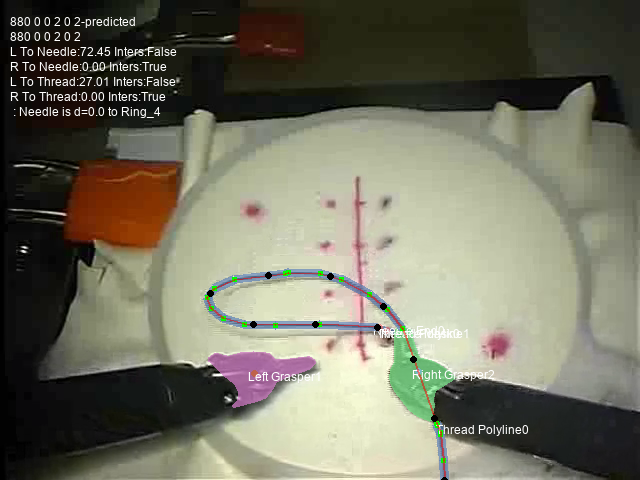 880 0 0 2 0 2-predicted
880 0 0 2 0 2
L To Needle:72.45 Inters:False
R To Needle:0.00 Inters:True
L To Thread:27.01 Inters:False
R To Thread:0.00 Inters:True
: Needle is d=0.0 to Ring_4
Left Grasper1
Right Grasper2
Thread Polyline0